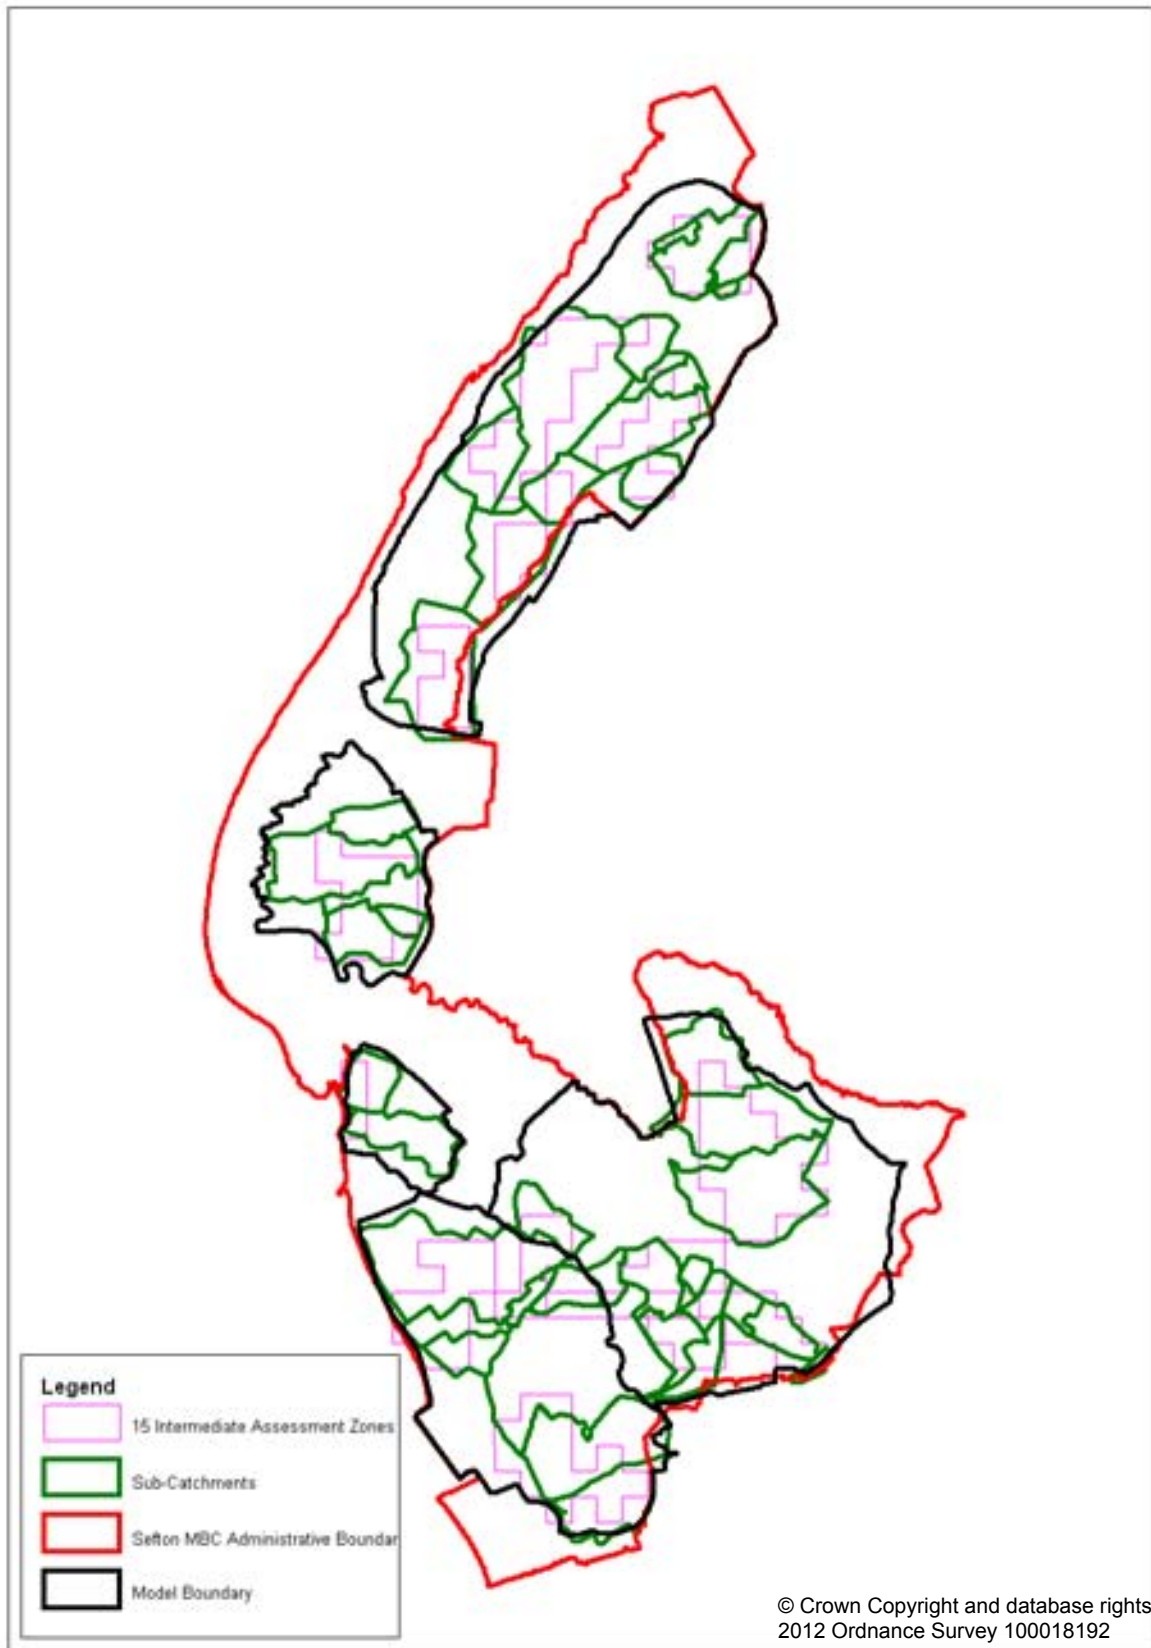 Legend
15 Intermediate Assessment Zones
Sub-Catchments
Sefton MBC Administrative Boundar
Model Boundary
© Crown Copyright and database rights
2012 Ordnance Survey 100018192